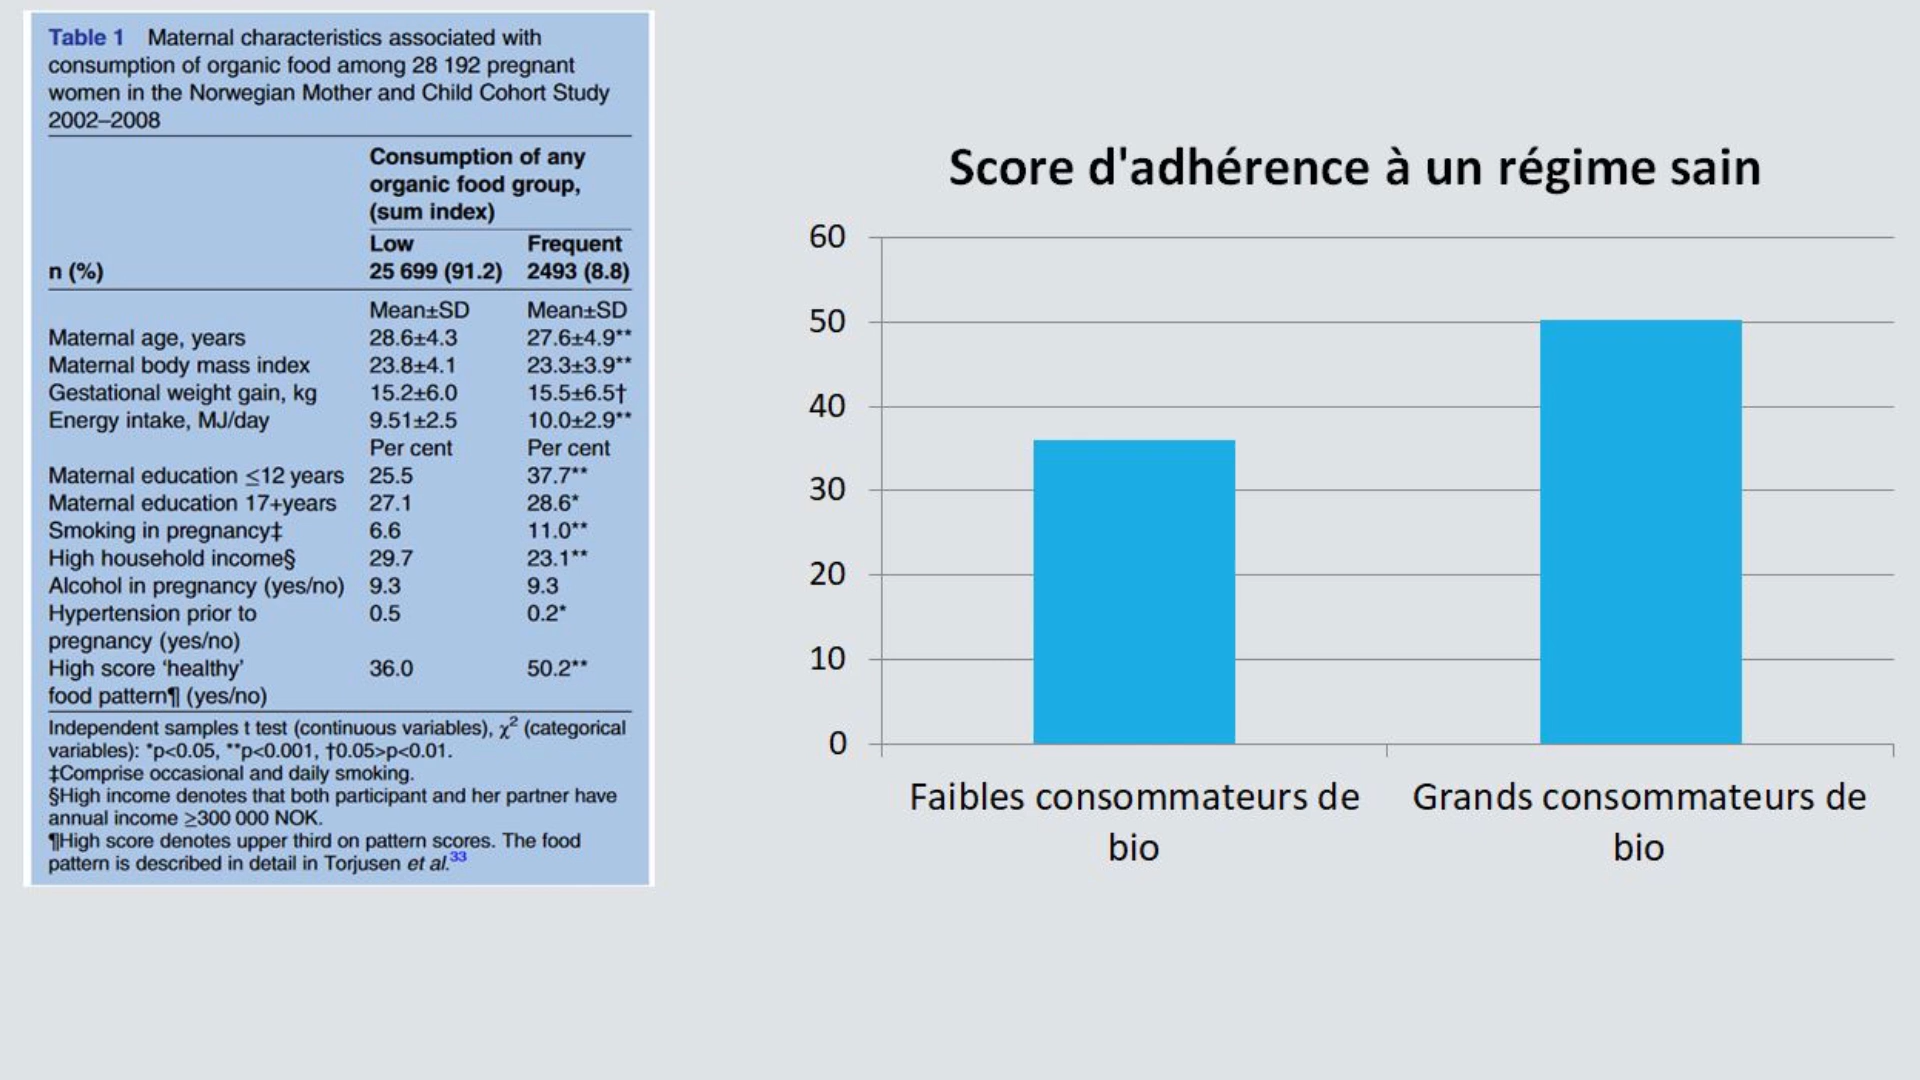 Table 1 Maternal characteristics associated with
consumption of organic food among 28 192 pregnant
women in the Norwegian Mother and Child Cohort Study
2002–2008
Consumption of any
organic food group,
(sum index)
Low Frequent
n (%) 25 699 (91.2) 2493 (8.8)
Mean±SD Mean±SD
Maternal age, years 28.6±4.3 27.6±4.9**
Maternal body mass index 23.8±4.1 23.3±3.9**
Gestational weight gain, kg 15.2±6.0 15.5±6.5†
Energy intake, MJ/day 9.51±2.5 10.0±2.9**
Per cent Per cent
Maternal education ≤12 years 25.5 37.7**
Maternal education 17+years 27.1 28.6*
Smoking in pregnancy‡ 6.6 11.0**
High household income§ 29.7 23.1**
Alcohol in pregnancy (yes/no) 9.3 9.3
Hypertension prior to 0.5 0.2*
pregnancy (yes/no)
High score ‘healthy’ 36.0 50.2**
food pattern¶ (yes/no)
Independent samples t test (continuous variables), χ² (categorical
variables): *p<0.05, **p<0.001, †0.05>p<0.01.
‡Comprise occasional and daily smoking.
§High income denotes that both participant and her partner have
annual income ≥300 000 NOK.
¶High score denotes upper third on pattern scores. The food
pattern is described in detail in Torjusen et al.³³
Score d'adhérence à un régime sain
60
50
40
30
20
10
0
Faibles consommateurs de
bio
Grands consommateurs de
bio